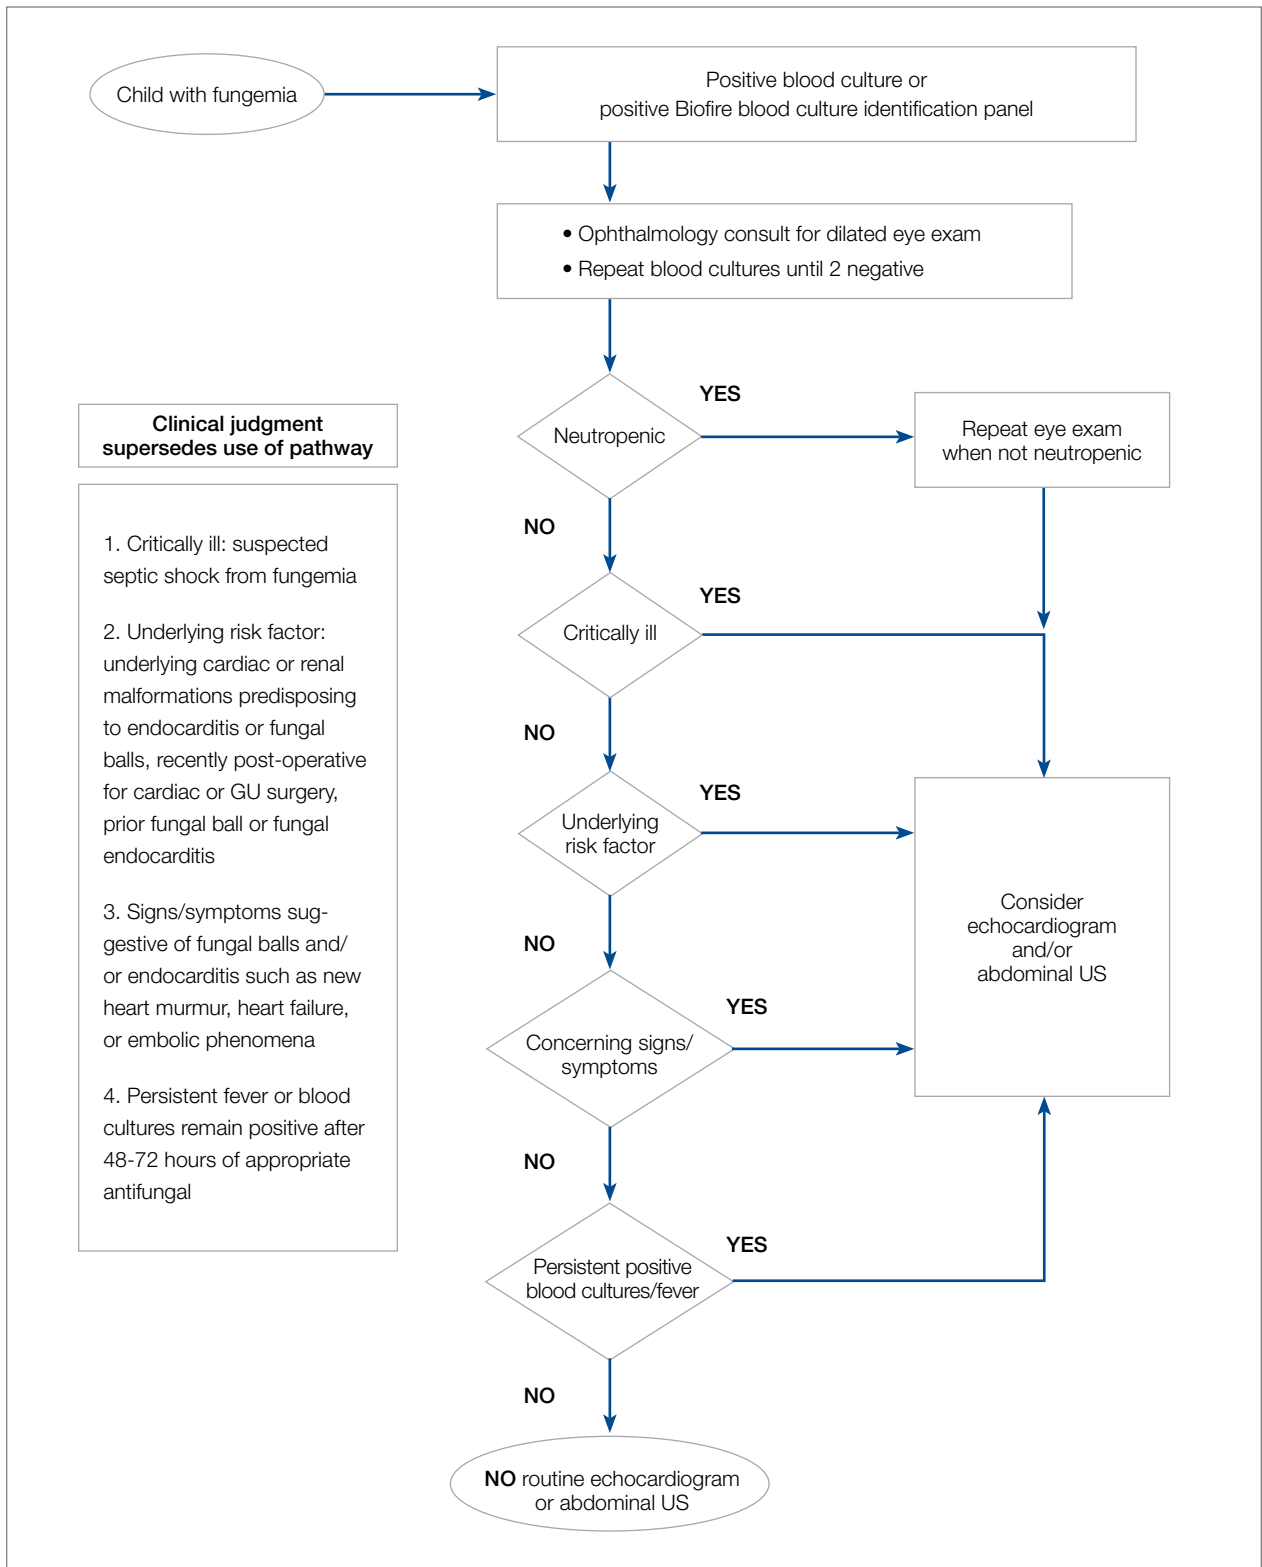 Child with fungemia
Positive blood culture or
positive Biofire blood culture identification panel
• Ophthalmology consult for dilated eye exam
• Repeat blood cultures until 2 negative
Neutropenic
YES
Repeat eye exam
when not neutropenic
NO
Clinical judgment
supersedes use of pathway
1. Critically ill: suspected
septic shock from fungemia
2. Underlying risk factor:
underlying cardiac or renal
malformations predisposing
to endocarditis or fungal
balls, recently post-operative
for cardiac or GU surgery,
prior fungal ball or fungal
endocarditis
3. Signs/symptoms sug-
gestive of fungal balls and/
or endocarditis such as new
heart murmur, heart failure,
or embolic phenomena
4. Persistent fever or blood
cultures remain positive after
48-72 hours of appropriate
antifungal
Critically ill
YES
NO
Underlying
risk factor
YES
NO
Consider
echocardiogram
and/or
abdominal US
Concerning signs/
symptoms
YES
NO
Persistent positive
blood cultures/fever
YES
NO
NO routine echocardiogram
or abdominal US